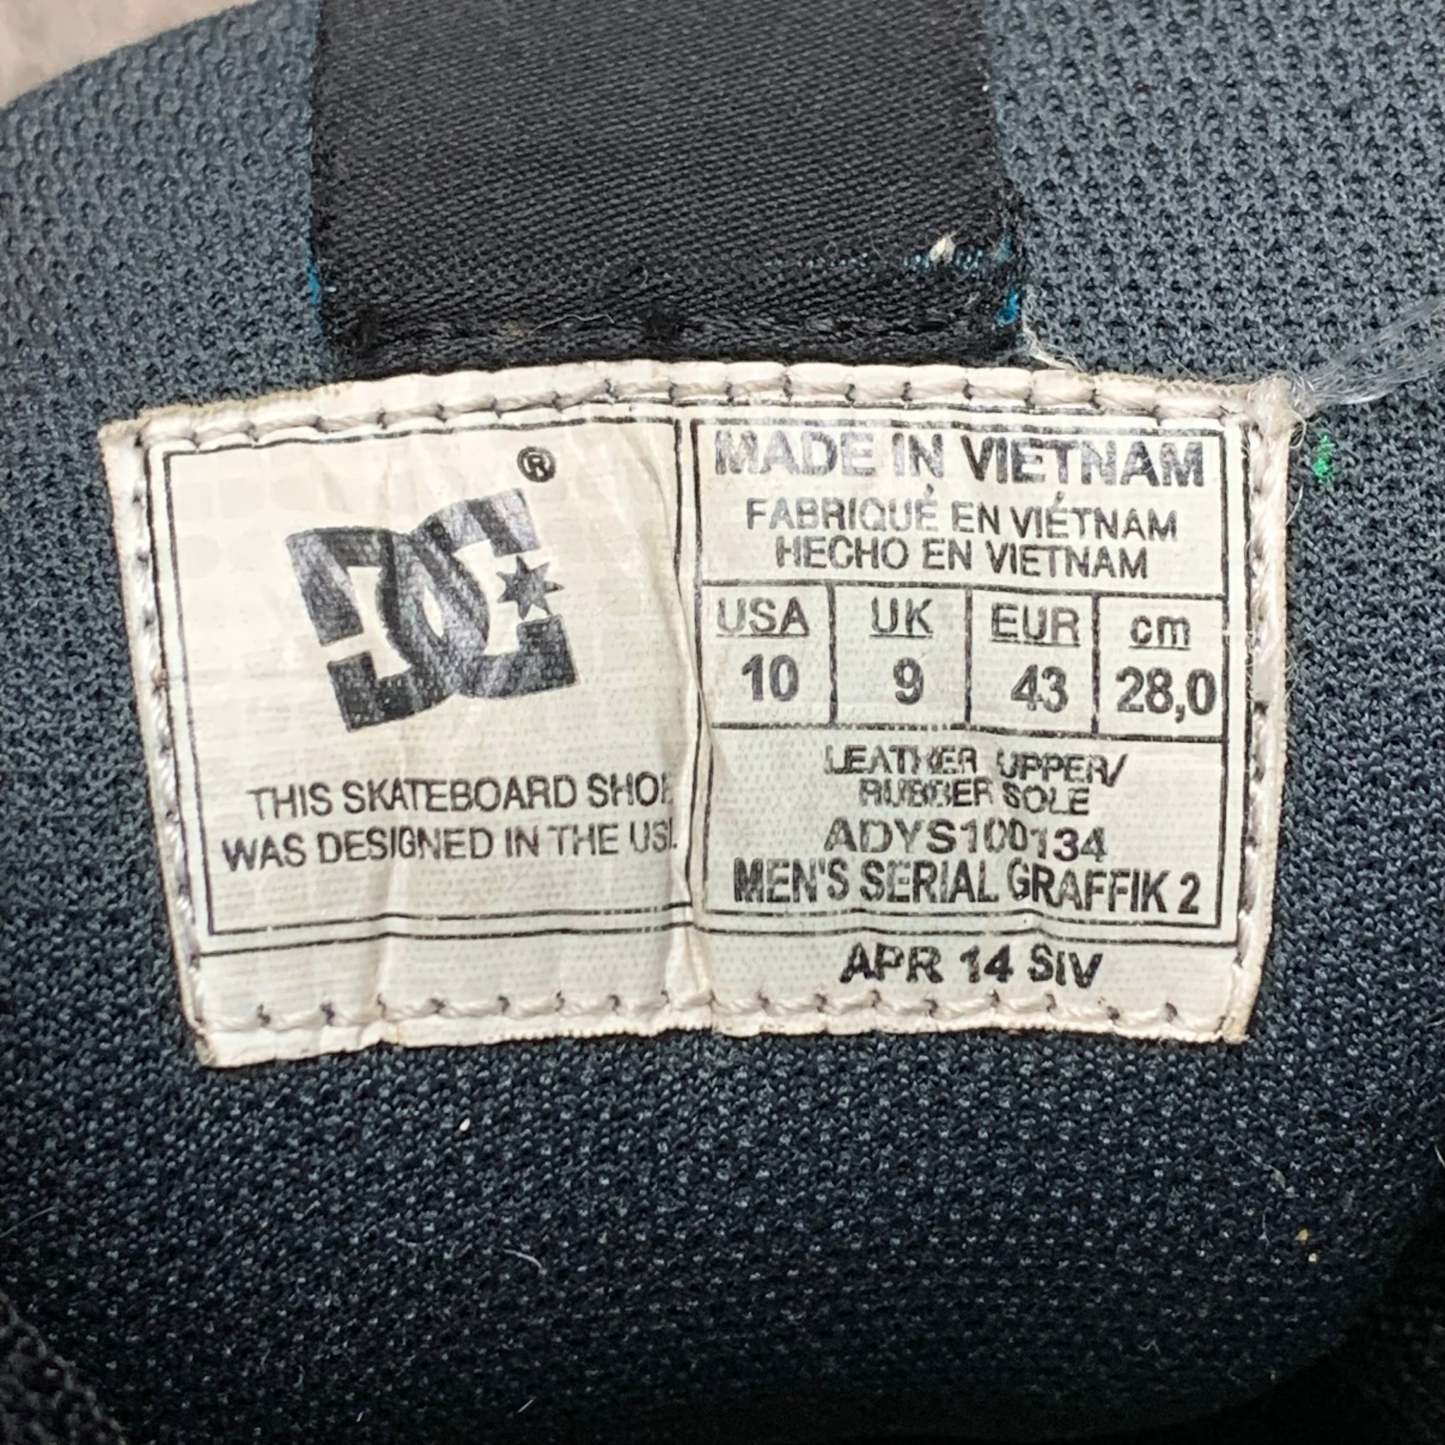 ®
DC
THIS SKATEBOARD SHOE
WAS DESIGNED IN THE US
MADE IN VIETNAM
FABRIQUÉ EN VIÉTNAM
HECHO EN VIETNAM
USA UK EUR cm
10 9 43 28,0
LEATHER UPPER/
RUBBER SOLE
ADYS100134
MEN'S SERIAL GRAFFIK 2
APR 14 SIV